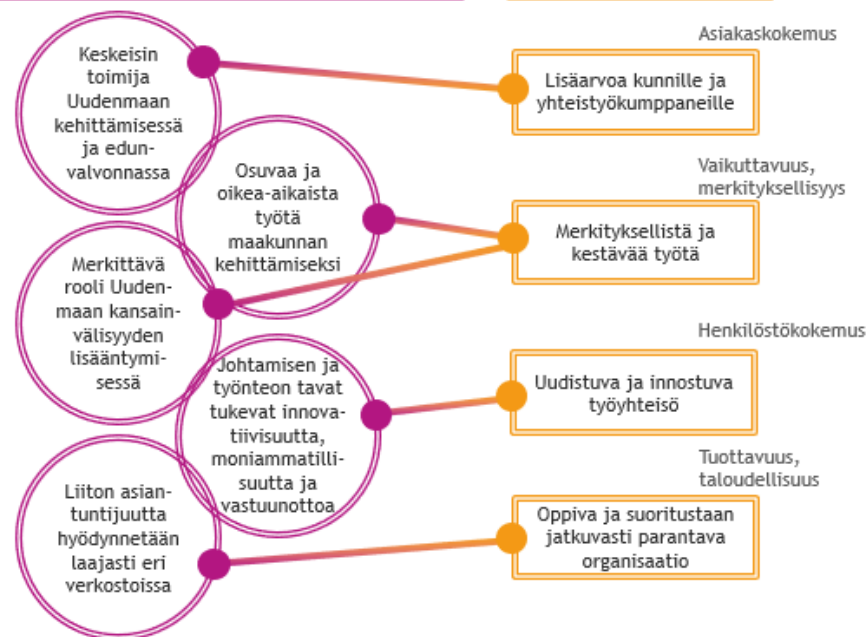 Keskeisin
toimija
Uudenmaan
kehittämisessä
ja edun-
valvonnassa
Osuvaa ja
oikea-aikaista
työtä
maakunnan
kehittämiseksi
Merkittävä
rooli Uuden-
maan kansain-
välisyyden
lisääntymi-
sessä
Johtamisen ja
työnteon tavat
tukevat innova-
tiivisuutta,
moniammatilli-
suutta ja
vastuunottoa
Liiton asian-
tuntijuutta
hyödynnetään
laajasti eri
verkostoissa
Asiakaskokemus
Lisäarvoa kunnille ja
yhteistyökumppaneille
Vaikuttavuus,
merkityksellisyys
Merkityksellistä ja
kestävää työtä
Henkilöstökokemus
Uudistuva ja innostuva
työyhteisö
Tuottavuus,
taloudellisuus
Oppiva ja suoritustaan
jatkuvasti parantava
organisaatio